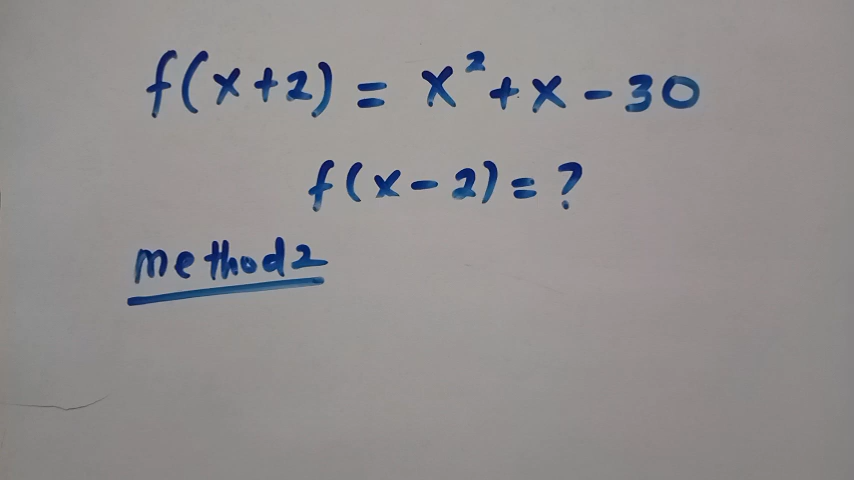 f(x+2) = x²+x-30
f(x-2)=?
method2